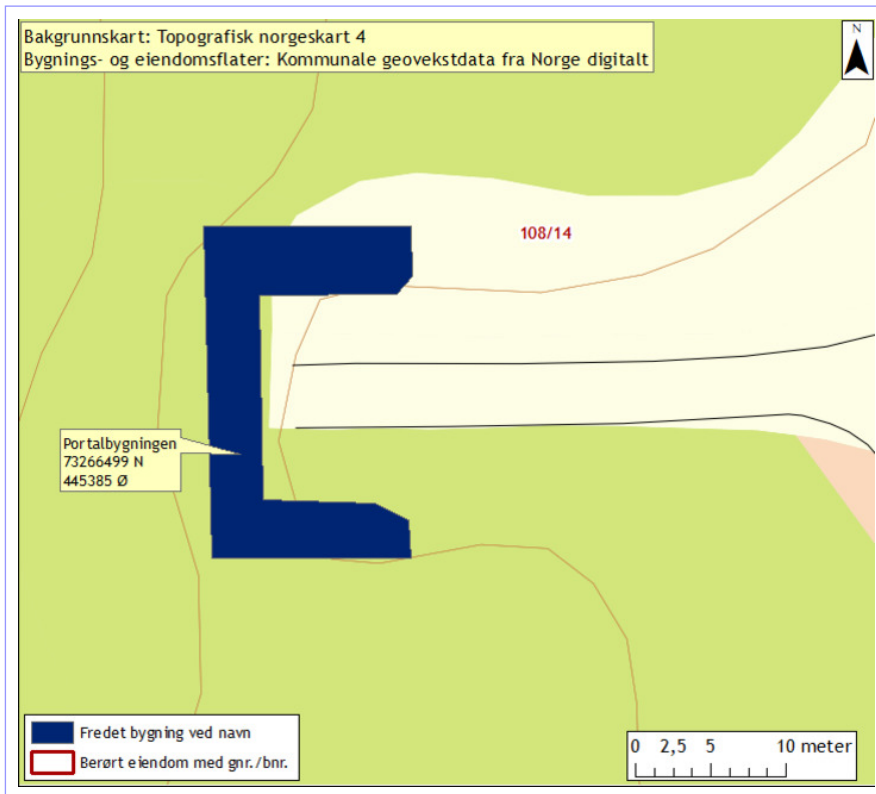 Bakgrunnskart: Topografisk norgeskart 4
Bygnings- og eiendomsflater: Kommunale geovekstdata fra Norge digitalt
N
108/14
Portalbygningen
73266499 N
445385 Ø
Fredet bygning ved navn
Berørt eiendom med gnr./bnr.
0 2,5 5 10 meter